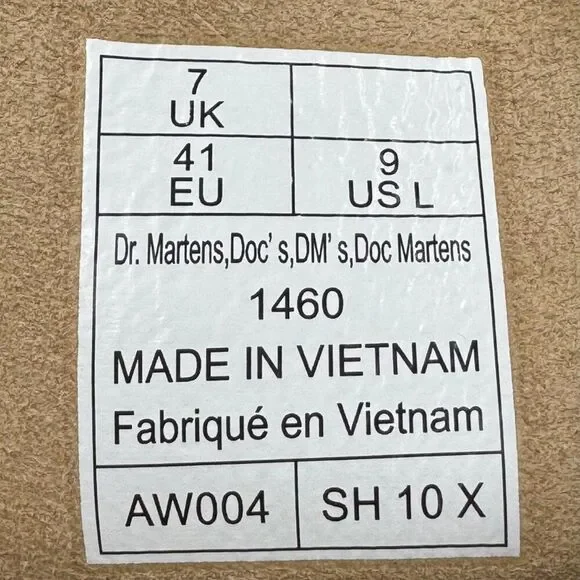 7
UK
41
EU
9
US L
Dr. Martens,Doc' s,DM' s,Doc Martens
1460
MADE IN VIETNAM
Fabriqué en Vietnam
AW004
SH 10 X